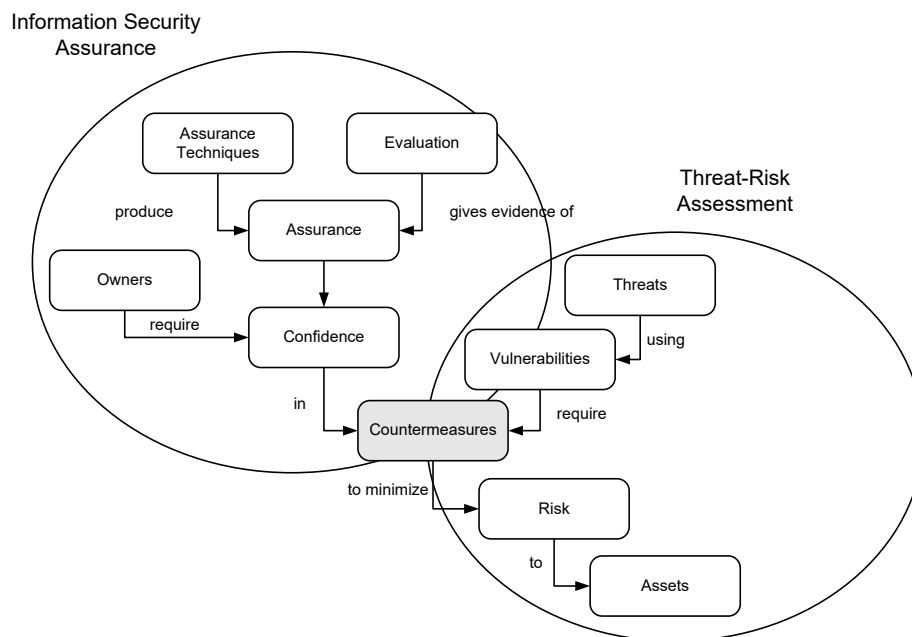 Information Security
Assurance
Assurance
Techniques
Evaluation
Threat-Risk
Assessment
produce
gives evidence of
Assurance
Owners
Threats
require
Confidence
using
Vulnerabilities
in
require
Countermeasures
to minimize
Risk
to
Assets